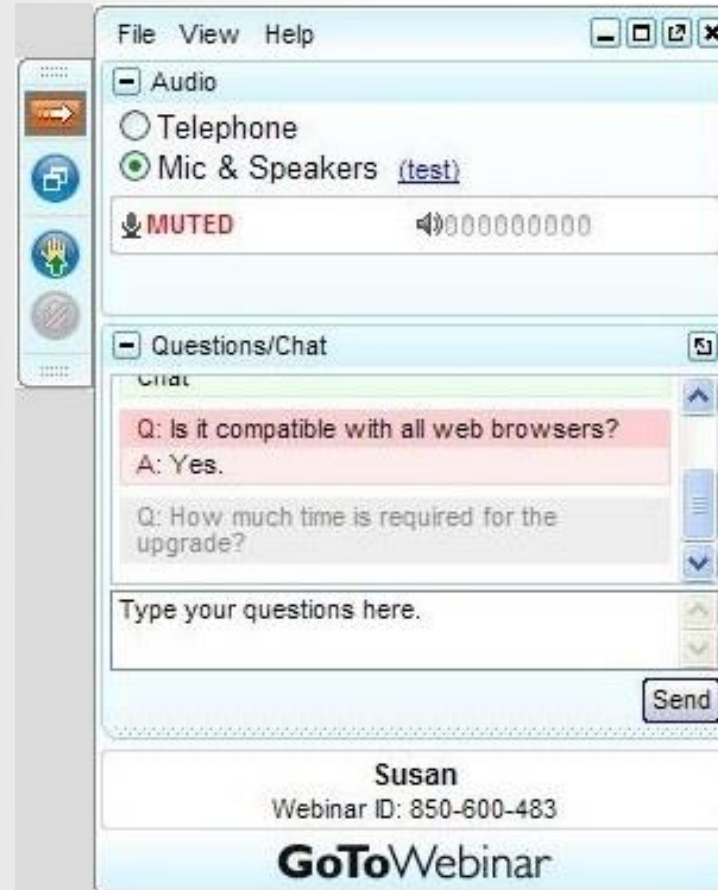 File View Help
Audio
Telephone
Mic & Speakers (test)
MUTED
Questions/Chat
Chat
Q: Is it compatible with all web browsers?
A: Yes.
Q: How much time is required for the
upgrade?
Type your questions here.
Send
Susan
Webinar ID: 850-600-483
GoToWebinar